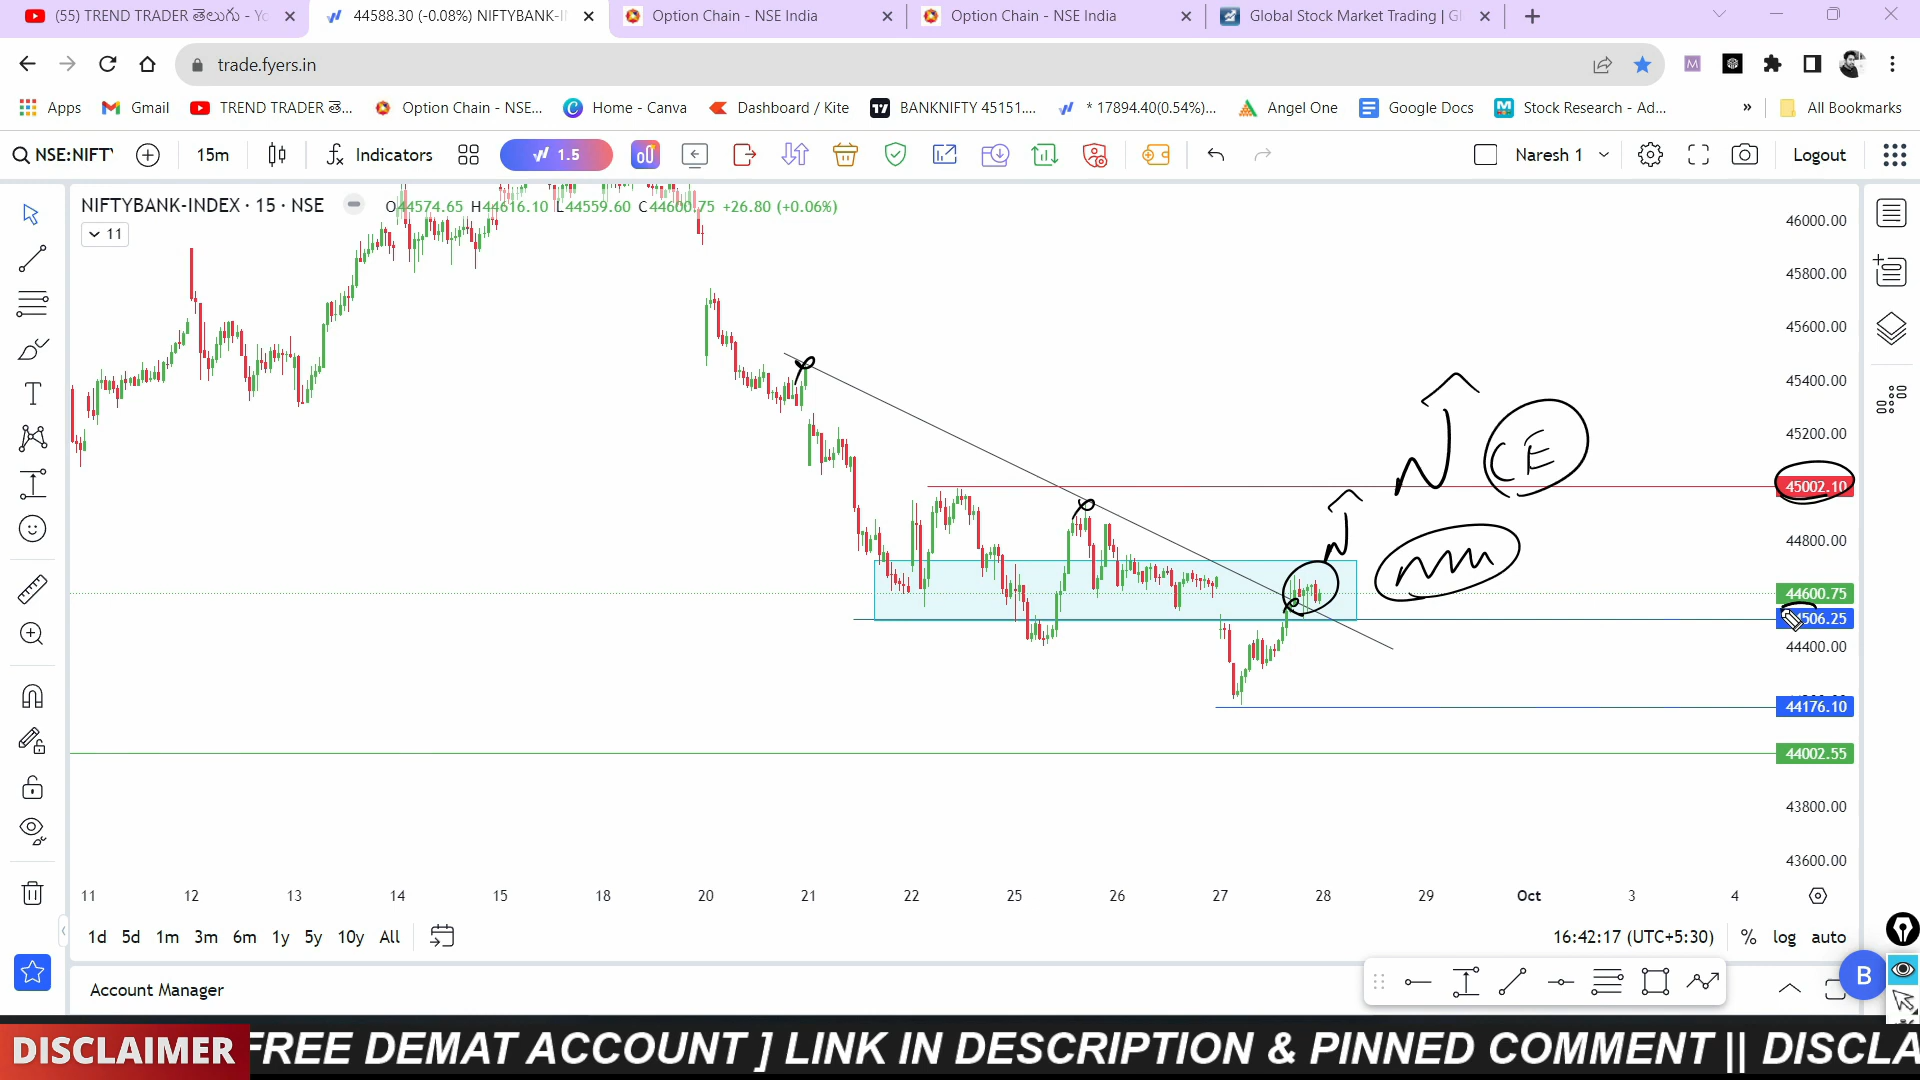 (55) TREND TRADER తెలుగు - Yo
44588.30 (-0.08%) NIFTYBANK-I
Option Chain - NSE India
Option Chain - NSE India
Global Stock Market Trading | Gl
trade.fyers.in
Apps
Gmail
TREND TRADER తె...
Option Chain - NSE...
Home - Canva
Dashboard / Kite
BANKNIFTY 45151....
* 17894.40(0.54%)...
Angel One
Google Docs
Stock Research - Ad...
»
All Bookmarks
NSE:NIFTY
15m
Indicators
1.5
Naresh 1
Logout
NIFTYBANK-INDEX · 15 · NSE
O44574.65 H44616.10 L44559.60 C44600.75 +26.80 (+0.06%)
11
46000.00
45800.00
45600.00
45400.00
45200.00
45002.10
44800.00
44600.75
506.25
44400.00
44176.10
44002.55
43800.00
43600.00
N
CE
N
11 12 13 14 15 18 20 21 22 25 26 27 28 29 Oct 3 4
1d 5d 1m 3m 6m 1y 5y 10y All
16:42:17 (UTC+5:30) % log auto
B
Account Manager
DISCLAIMER
FREE DEMAT ACCOUNT ] LINK IN DESCRIPTION & PINNED COMMENT || DISCLA